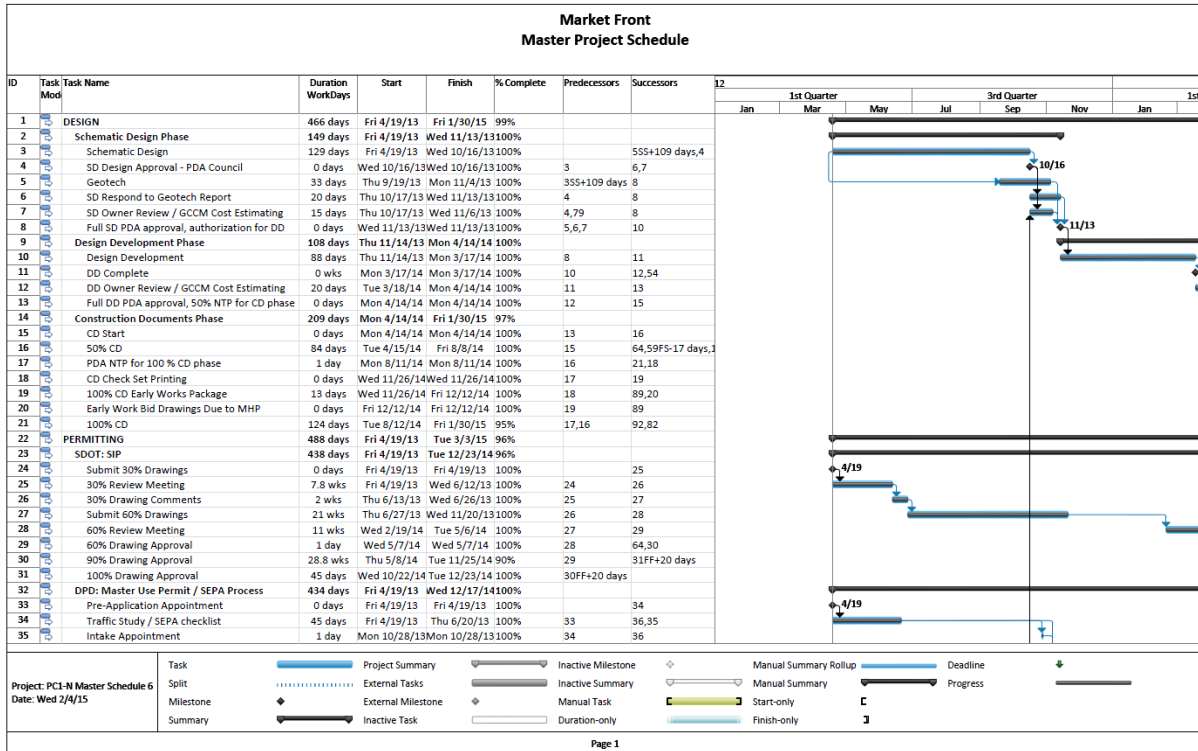 Market Front
Master Project Schedule
ID Task Mode Task Name Duration WorkDays Start Finish % Complete Predecessors Successors 12
1st Quarter 3rd Quarter 1st
Jan Mar May Jul Sep Nov Jan
1 DESIGN 466 days Fri 4/19/13 Fri 1/30/15 99%
2 Schematic Design Phase 149 days Fri 4/19/13 Wed 11/13/13 100%
3 Schematic Design 129 days Fri 4/19/13 Wed 10/16/13 100% 5SS+109 days,4
4 SD Design Approval - PDA Council 0 days Wed 10/16/13 Wed 10/16/13 100% 3 6,7 10/16
5 Geotech 33 days Thu 9/19/13 Mon 11/4/13 100% 3SS+109 days 8
6 SD Respond to Geotech Report 20 days Thu 10/17/13 Wed 11/13/13 100% 4 8
7 SD Owner Review / GCCM Cost Estimating 15 days Thu 10/17/13 Wed 11/6/13 100% 4,79 8
8 Full SD PDA approval, authorization for DD 0 days Wed 11/13/13 Wed 11/13/13 100% 5,6,7 10 11/13
9 Design Development Phase 108 days Thu 11/14/13 Mon 4/14/14 100%
10 Design Development 88 days Thu 11/14/13 Mon 3/17/14 100% 8 11
11 DD Complete 0 wks Mon 3/17/14 Mon 3/17/14 100% 10 12,54
12 DD Owner Review / GCCM Cost Estimating 20 days Tue 3/18/14 Mon 4/14/14 100% 11 13
13 Full DD PDA approval, 50% NTP for CD phase 0 days Mon 4/14/14 Mon 4/14/14 100% 12 15
14 Construction Documents Phase 209 days Mon 4/14/14 Fri 1/30/15 97%
15 CD Start 0 days Mon 4/14/14 Mon 4/14/14 100% 13 16
16 50% CD 84 days Tue 4/15/14 Fri 8/8/14 100% 15 64,59FS-17 days,1
17 PDA NTP for 100 % CD phase 1 day Mon 8/11/14 Mon 8/11/14 100% 16 21,18
18 CD Check Set Printing 0 days Wed 11/26/14 Wed 11/26/14 100% 17 19
19 100% CD Early Works Package 13 days Wed 11/26/14 Fri 12/12/14 100% 18 89,20
20 Early Work Bid Drawings Due to MHP 0 days Fri 12/12/14 Fri 12/12/14 100% 19 89
21 100% CD 124 days Tue 8/12/14 Fri 1/30/15 95% 17,16 92,82
22 PERMITTING 488 days Fri 4/19/13 Tue 3/3/15 96%
23 SDOT: SIP 438 days Fri 4/19/13 Tue 12/23/14 96%
24 Submit 30% Drawings 0 days Fri 4/19/13 Fri 4/19/13 100% 25 4/19
25 30% Review Meeting 7.8 wks Fri 4/19/13 Wed 6/12/13 100% 24 26
26 30% Drawing Comments 2 wks Thu 6/13/13 Wed 6/26/13 100% 25 27
27 Submit 60% Drawings 21 wks Thu 6/27/13 Wed 11/20/13 100% 26 28
28 60% Review Meeting 11 wks Wed 2/19/14 Tue 5/6/14 100% 27 29
29 60% Drawing Approval 1 day Wed 5/7/14 Wed 5/7/14 100% 28 64,30
30 90% Drawing Approval 28.8 wks Thu 5/8/14 Tue 11/25/14 90% 29 31FF+20 days
31 100% Drawing Approval 45 days Wed 10/22/14 Tue 12/23/14 100% 30FF+20 days
32 DPD: Master Use Permit / SEPA Process 434 days Fri 4/19/13 Wed 12/17/14 100%
33 Pre-Application Appointment 0 days Fri 4/19/13 Fri 4/19/13 100% 34 4/19
34 Traffic Study / SEPA checklist 45 days Fri 4/19/13 Thu 6/20/13 100% 33 36,35
35 Intake Appointment 1 day Mon 10/28/13 Mon 10/28/13 100% 34 36
Project: PC1-N Master Schedule 6
Date: Wed 2/4/15
Task Project Summary Inactive Milestone Manual Summary Rollup Deadline
Split External Tasks Inactive Summary Manual Summary Progress
Milestone External Milestone Manual Task Start-only
Summary Inactive Task Duration-only Finish-only
Page 1